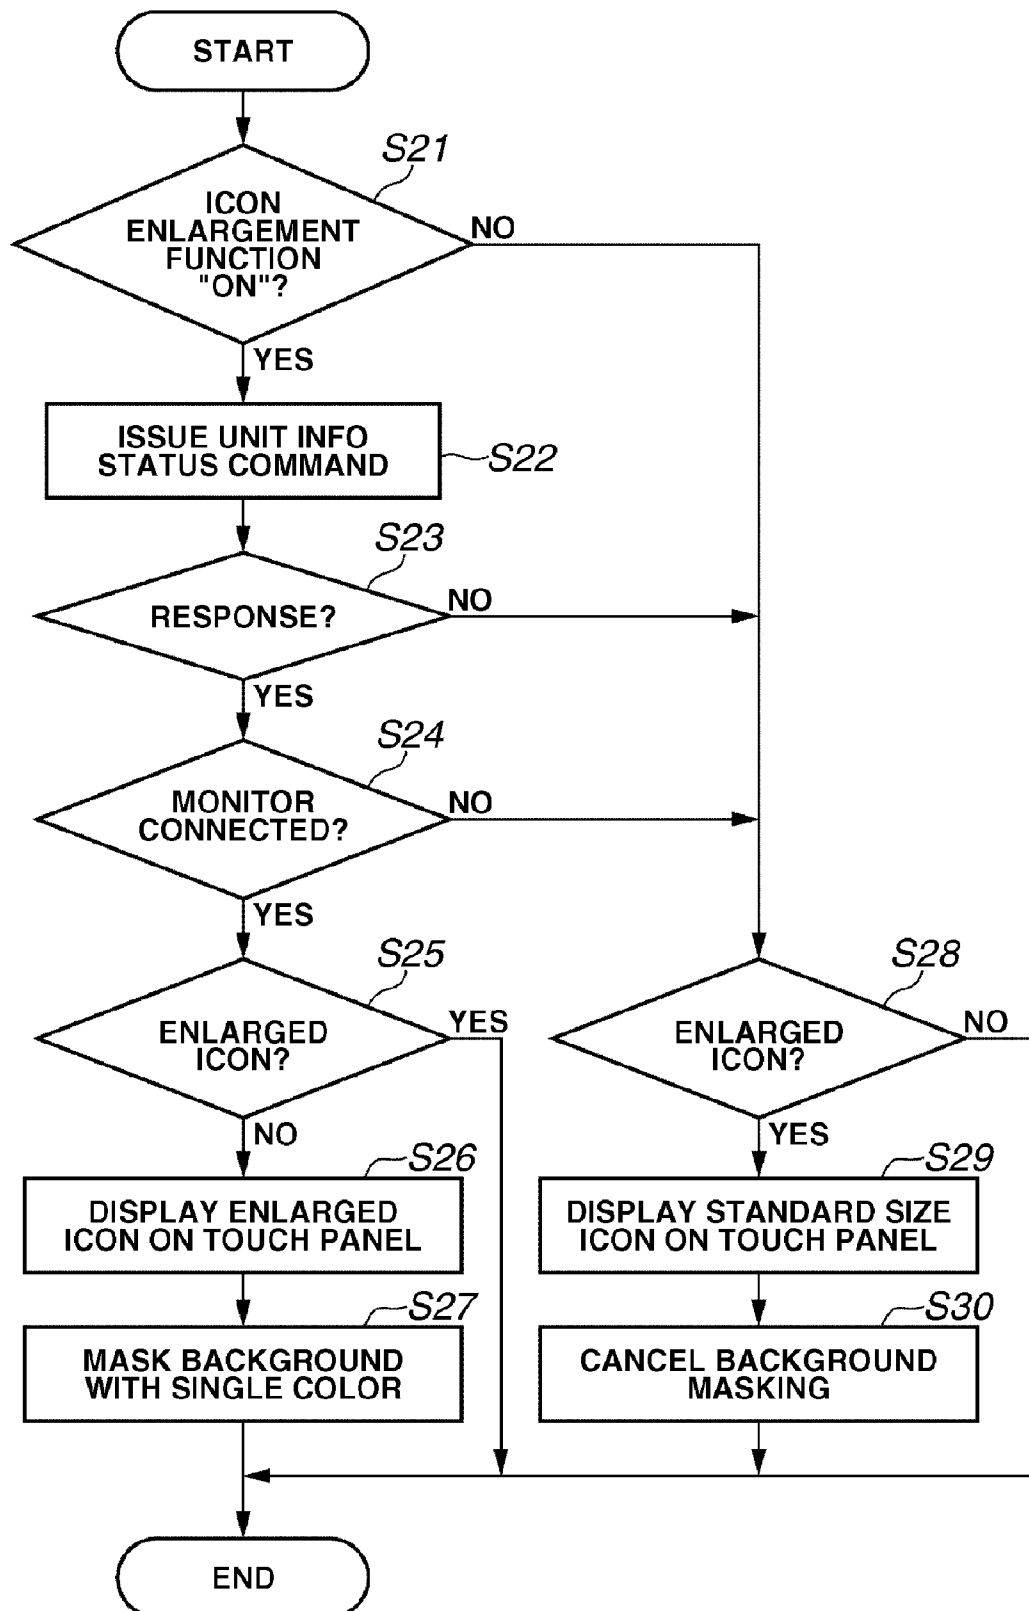 START
S21
ICON
ENLARGEMENT
FUNCTION
"ON"?
NO
YES
ISSUE UNIT INFO
STATUS COMMAND
S22
S23
RESPONSE?
NO
YES
S24
MONITOR
CONNECTED?
NO
YES
S25
ENLARGED
ICON?
YES
NO
S28
ENLARGED
ICON?
NO
YES
S26
DISPLAY ENLARGED
ICON ON TOUCH PANEL
S29
DISPLAY STANDARD SIZE
ICON ON TOUCH PANEL
S27
MASK BACKGROUND
WITH SINGLE COLOR
S30
CANCEL BACKGROUND
MASKING
END